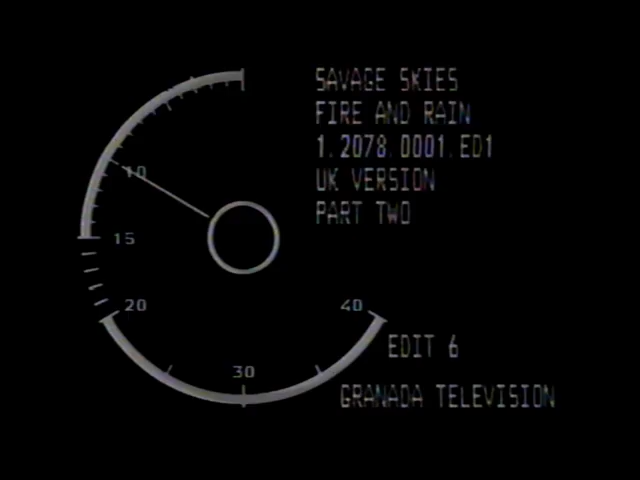 SAVAGE SKIES
FIRE AND RAIN
1.2078.0001.ED1
UK VERSION
PART TWO
10
15
20
40
30
EDIT 6
GRANADA TELEVISION